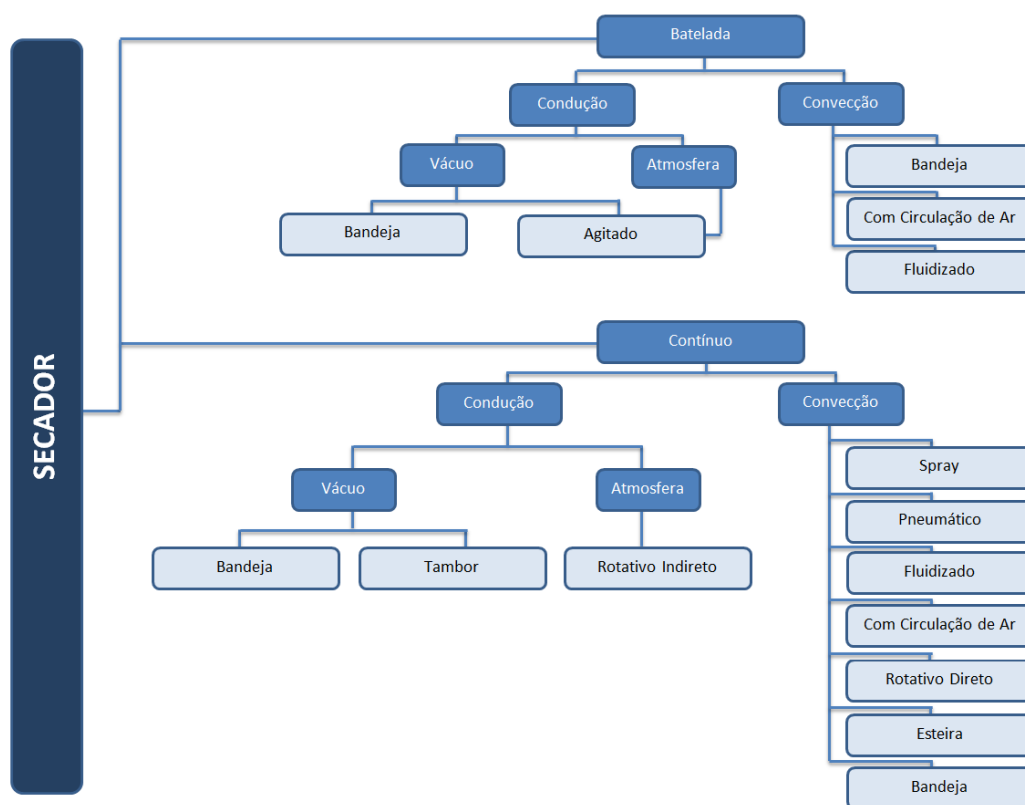 SECADOR
Batelada
Condução
Convecção
Vácuo
Atmosfera
Bandeja
Agitado
Bandeja
Com Circulação de Ar
Fluidizado
Contínuo
Condução
Convecção
Vácuo
Atmosfera
Bandeja
Tambor
Rotativo Indireto
Spray
Pneumático
Fluidizado
Com Circulação de Ar
Rotativo Direto
Esteira
Bandeja